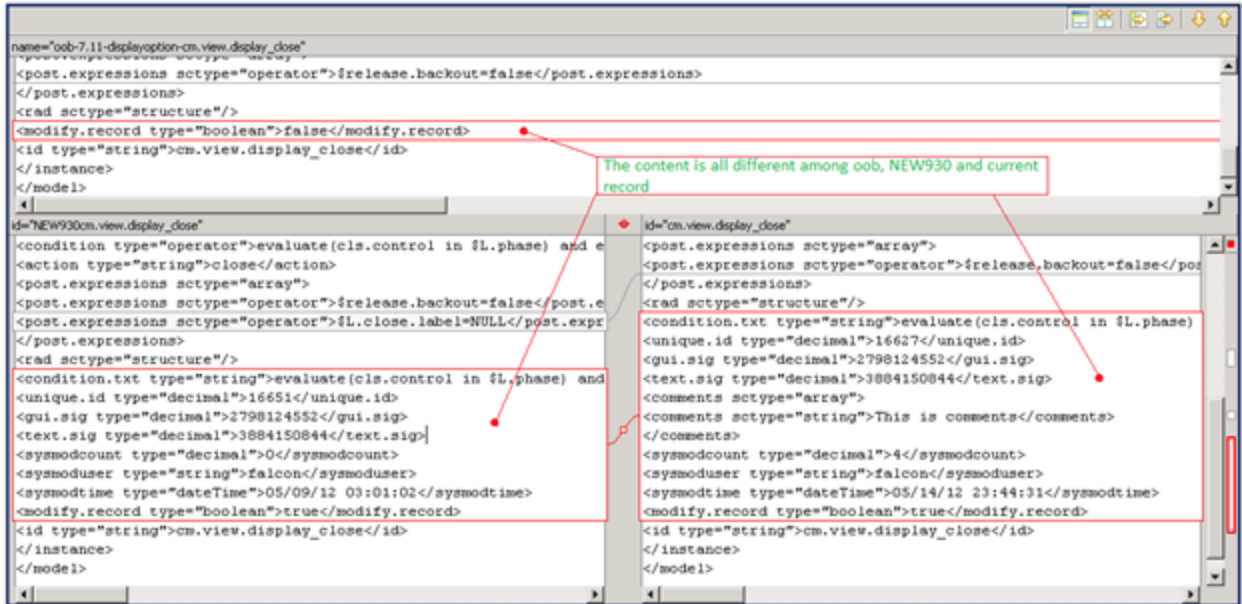 name="oob-7.11-displayoption-cm.view.display_close"
<post.expressions sctype="array">
<post.expressions sctype="operator">$release.backout=false</post.expressions>
</post.expressions>
<rad sctype="structure"/>
<modify.record type="boolean">false</modify.record>
<id type="string">cm.view.display_close</id>
</instance>
</model>
The content is all different among oob, NEW930 and current
record
id="NEW930cm.view.display_close"
<condition type="operator">evaluate(cls.control in $L.phase) and e
<action type="string">close</action>
<post.expressions sctype="array">
<post.expressions sctype="operator">$release.backout=false</post.e
<post.expressions sctype="operator">$L.close.label=NULL</post.expr
</post.expressions>
<rad sctype="structure"/>
<condition.txt type="string">evaluate(cls.control in $L.phase) and
<unique.id type="decimal">16651</unique.id>
<gui.sig type="decimal">2798124552</gui.sig>
<text.sig type="decimal">3884150844</text.sig>
<sysmodcount type="decimal">0</sysmodcount>
<sysmoduser type="string">falcon</sysmoduser>
<sysmodtime type="dateTime">05/09/12 03:01:02</sysmodtime>
<modify.record type="boolean">true</modify.record>
<id type="string">cm.view.display_close</id>
</instance>
</model>
id="cm.view.display_close"
<post.expressions sctype="array">
<post.expressions sctype="operator">$release.backout=false</pos
</post.expressions>
<rad sctype="structure"/>
<condition.txt type="string">evaluate(cls.control in $L.phase)
<unique.id type="decimal">16627</unique.id>
<gui.sig type="decimal">2798124552</gui.sig>
<text.sig type="decimal">3884150844</text.sig>
<comments sctype="array">
<comments sctype="string">This is comments</comments>
</comments>
<sysmodcount type="decimal">4</sysmodcount>
<sysmoduser type="string">falcon</sysmoduser>
<sysmodtime type="dateTime">05/14/12 23:44:31</sysmodtime>
<modify.record type="boolean">true</modify.record>
<id type="string">cm.view.display_close</id>
</instance>
</model>